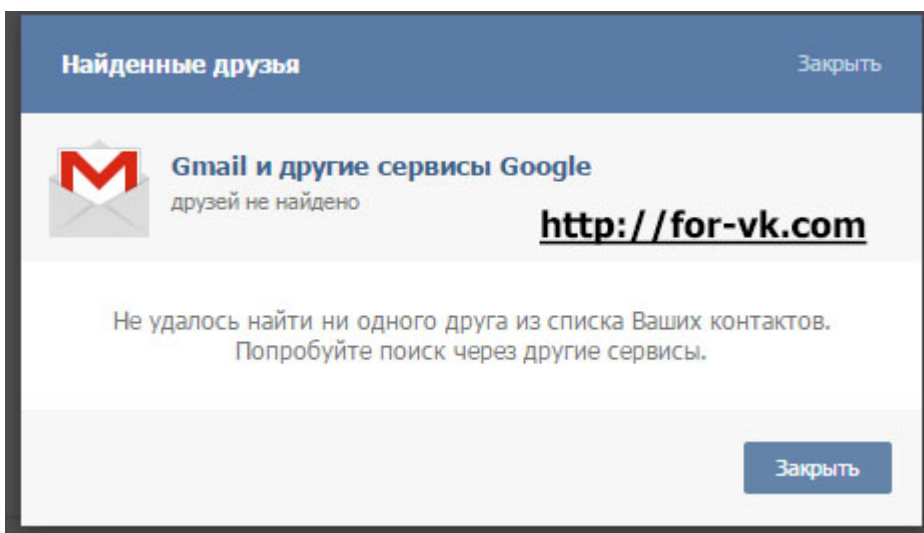 Найденные друзья
Закрыть
Gmail и другие сервисы Google
друзей не найдено
http://for-vk.com
Не удалось найти ни одного друга из списка Ваших контактов.
Попробуйте поиск через другие сервисы.
Закрыть